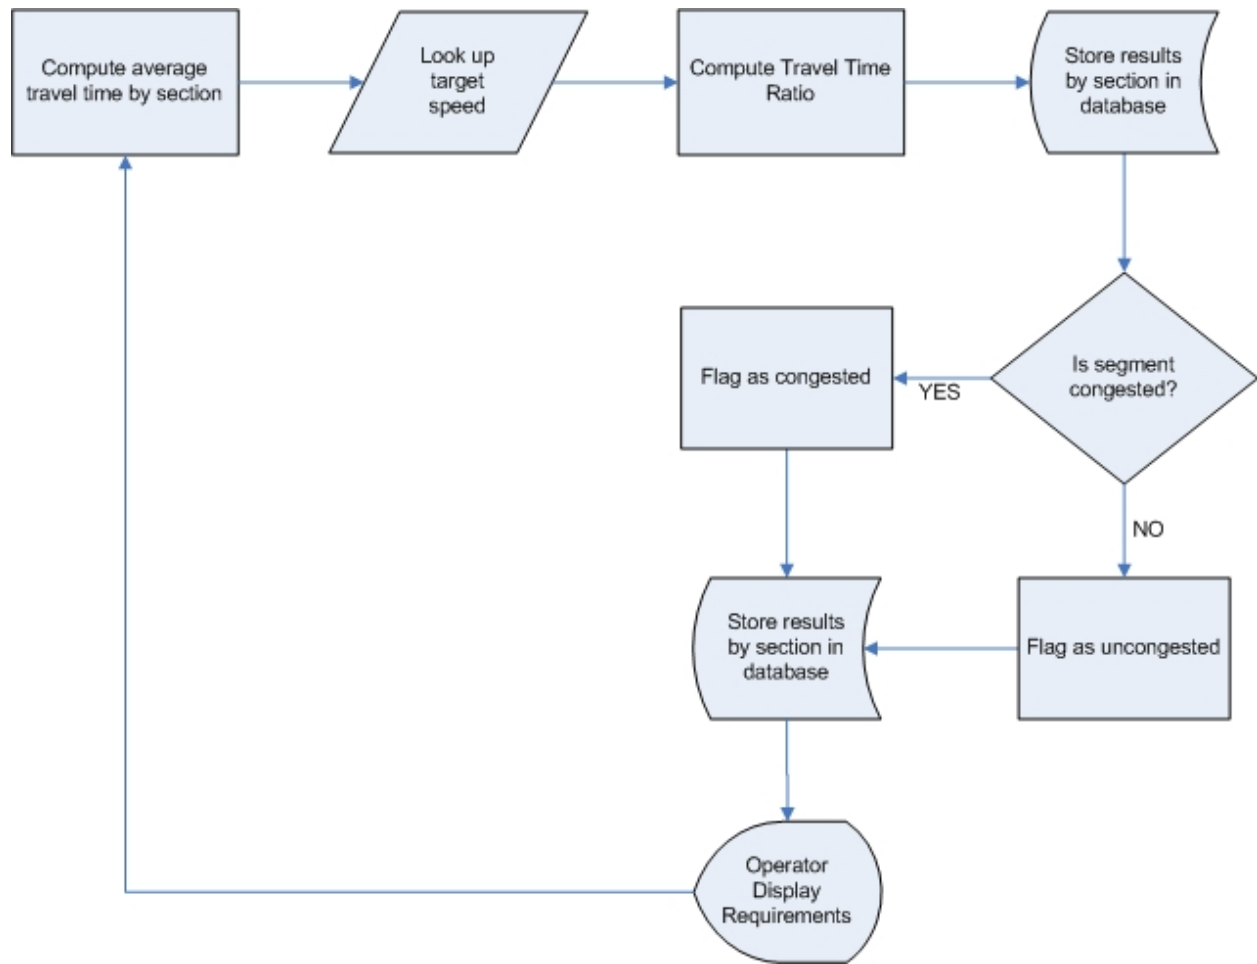 Compute average
travel time by section
Look up
target
speed
Compute Travel Time
Ratio
Store results
by section in
database
Is segment
congested?
YES
Flag as congested
NO
Flag as uncongested
Store results
by section in
database
Operator
Display
Requirements